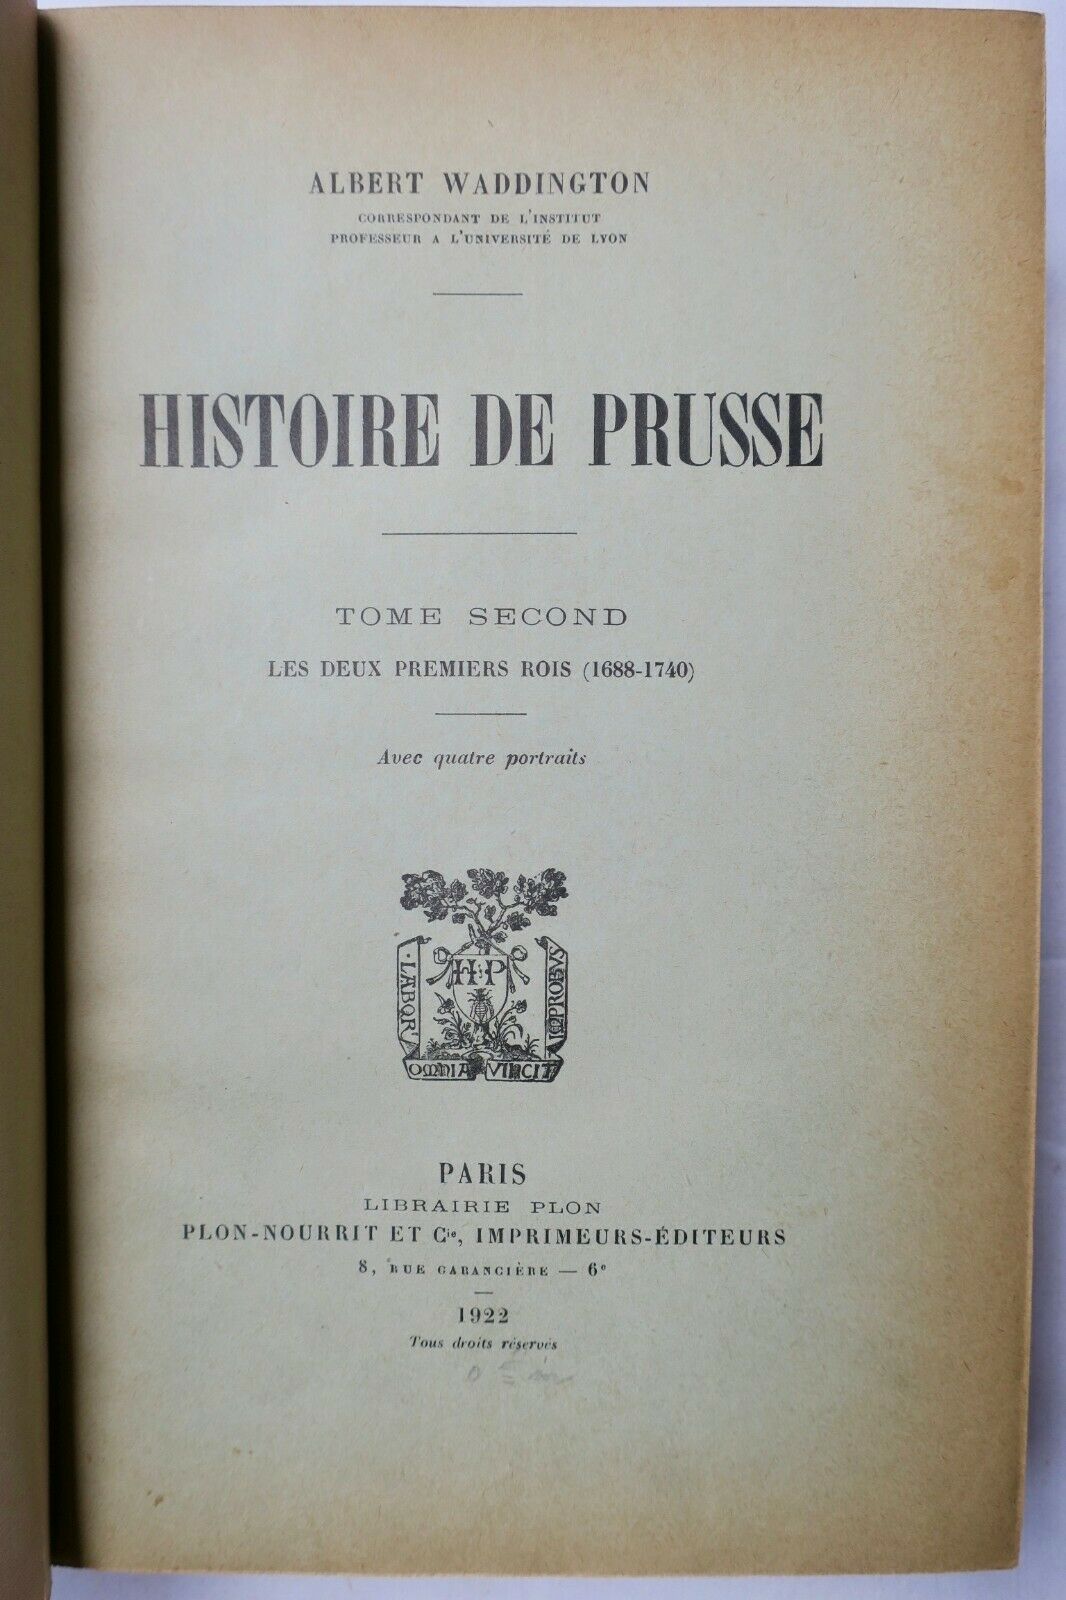 ALBERT WADDINGTON
CORRESPONDANT DE L'INSTITUT
PROFESSEUR A L'UNIVERSITÉ DE LYON
HISTOIRE DE PRUSSE
TOME SECOND
LES DEUX PREMIERS ROIS (1688-1740)
Avec quatre portraits
H P
·LABOR·
IMPROBVS
OMNIA VINCIT
PARIS
LIBRAIRIE PLON
PLON-NOURRIT ET Cie, IMPRIMEURS-ÉDITEURS
8, RUE GARANCIÈRE — 6e
1922
Tous droits réservés